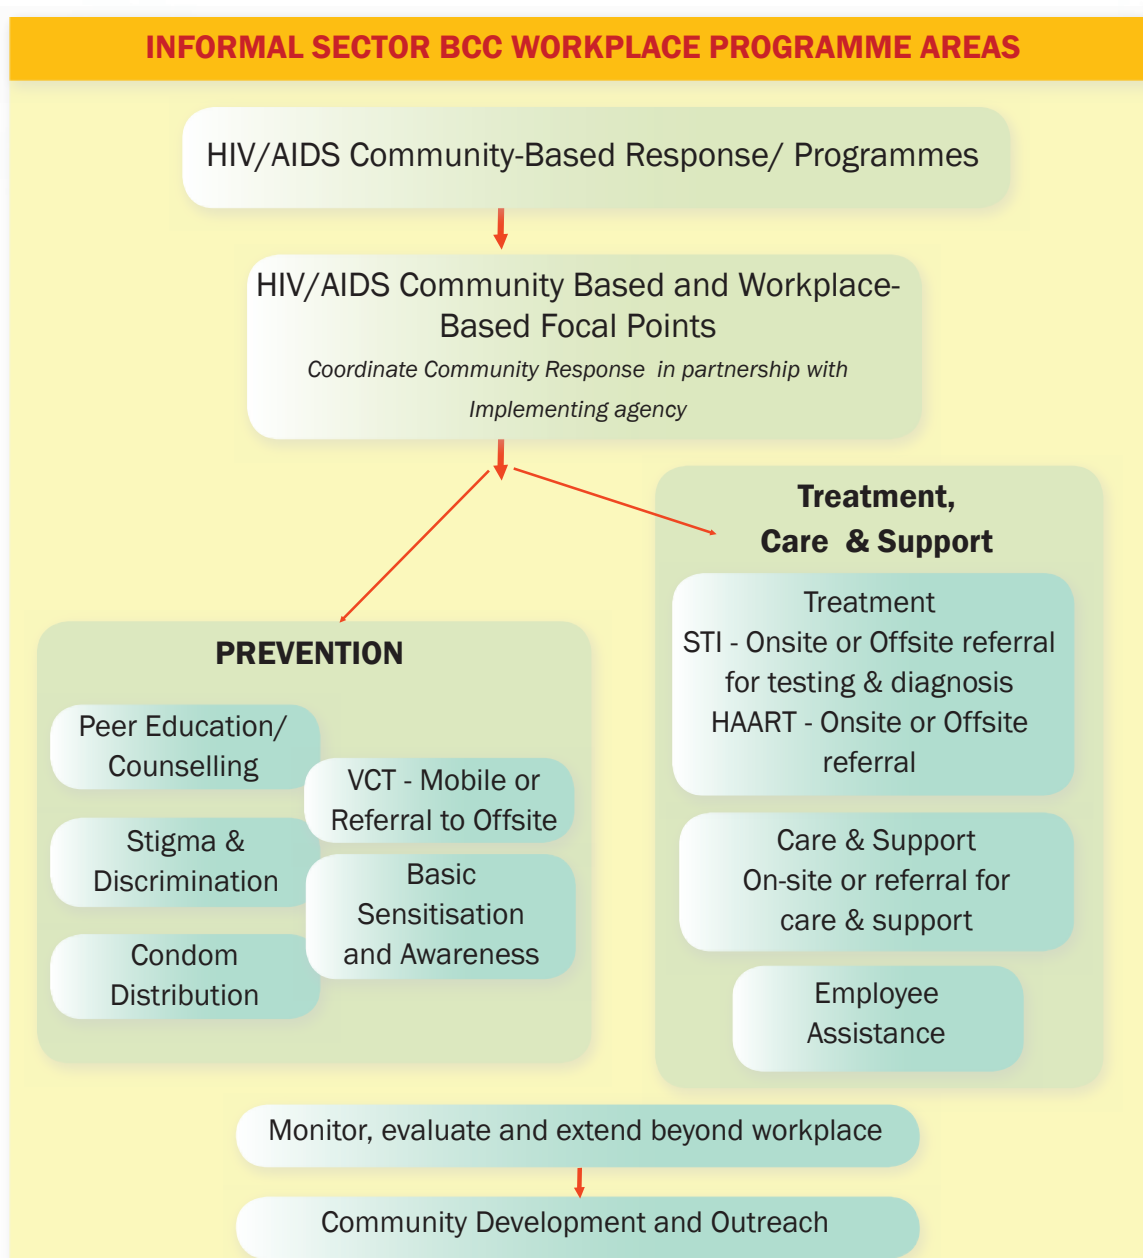 INFORMAL SECTOR BCC WORKPLACE PROGRAMME AREAS
HIV/AIDS Community-Based Response/ Programmes
HIV/AIDS Community Based and Workplace-
Based Focal Points
Coordinate Community Response in partnership with
Implementing agency
PREVENTION
Peer Education/
Counselling
Stigma &
Discrimination
Condom
Distribution
VCT - Mobile or
Referral to Offsite
Basic
Sensitisation
and Awareness
Treatment,
Care & Support
Treatment
STI - Onsite or Offsite referral
for testing & diagnosis
HAART - Onsite or Offsite
referral
Care & Support
On-site or referral for
care & support
Employee
Assistance
Monitor, evaluate and extend beyond workplace
Community Development and Outreach